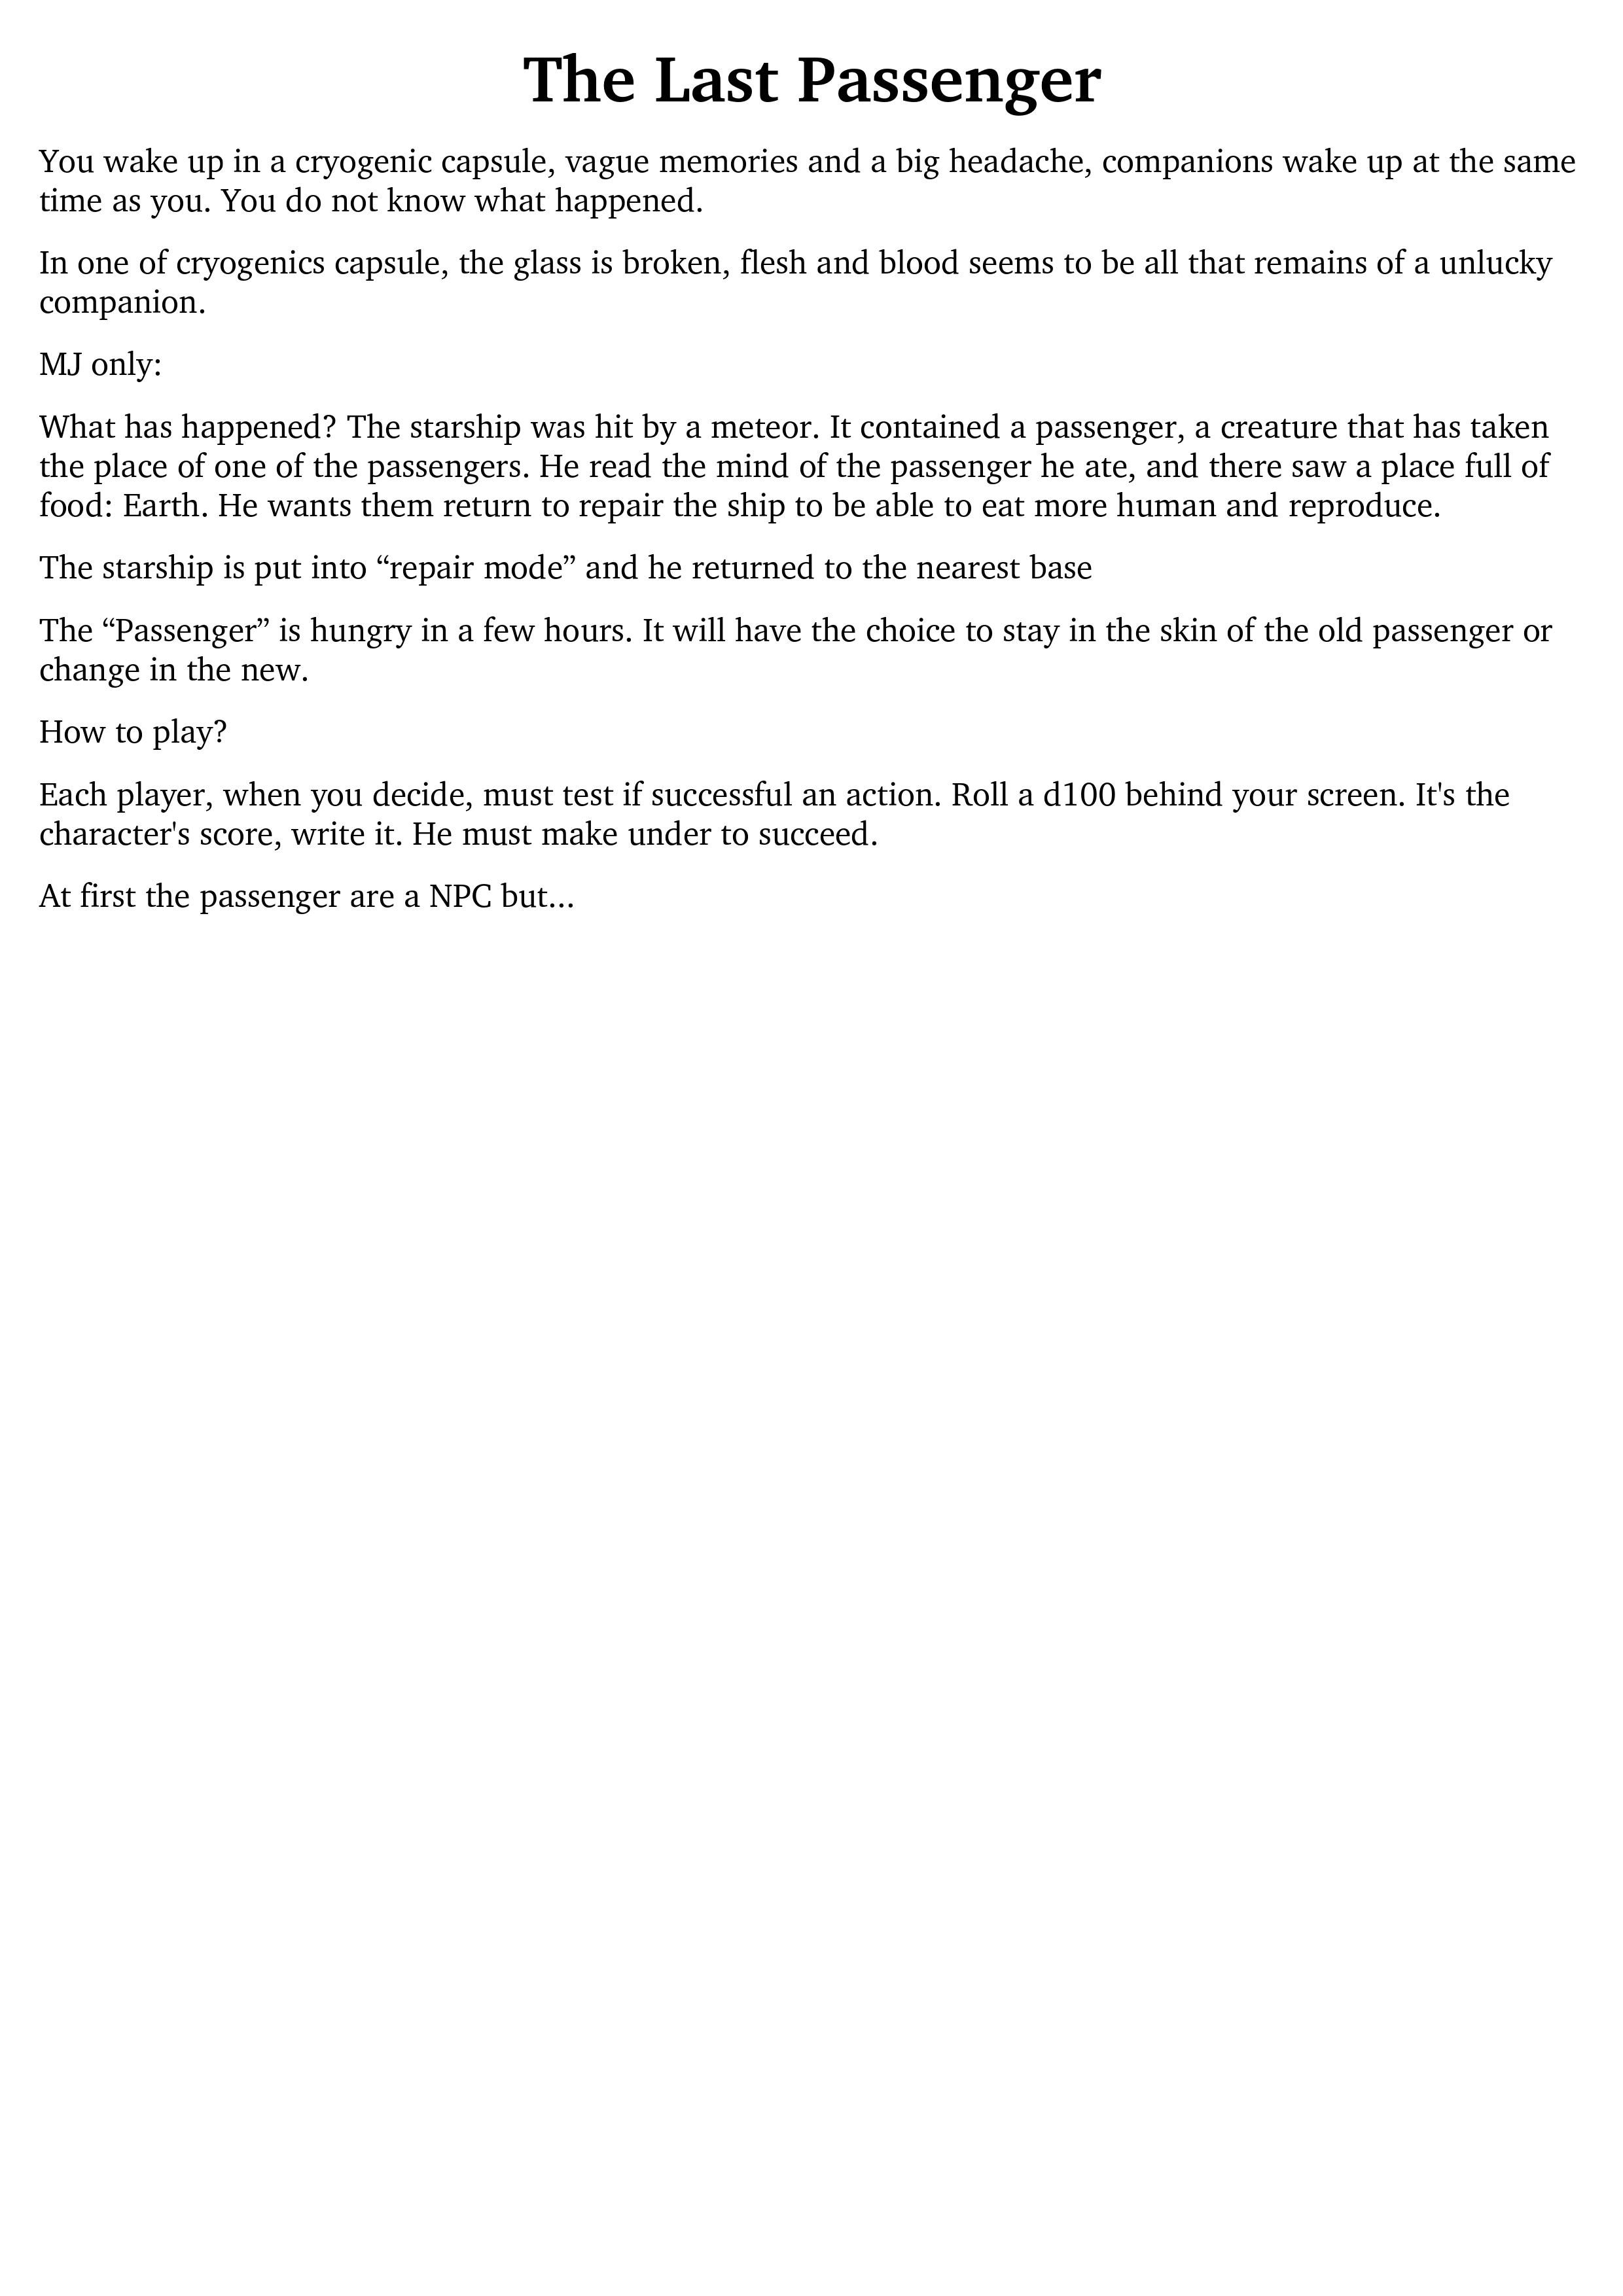 The Last Passenger
You wake up in a cryogenic capsule, vague memories and a big headache, companions wake up at the same
time as you. You do not know what happened.
In one of cryogenics capsule, the glass is broken, flesh and blood seems to be all that remains of a unlucky
companion.
MJ only:
What has happened? The starship was hit by a meteor. It contained a passenger, a creature that has taken
the place of one of the passengers. He read the mind of the passenger he ate, and there saw a place full of
food: Earth. He wants them return to repair the ship to be able to eat more human and reproduce.
The starship is put into “repair mode” and he returned to the nearest base
The “Passenger” is hungry in a few hours. It will have the choice to stay in the skin of the old passenger or
change in the new.
How to play?
Each player, when you decide, must test if successful an action. Roll a d100 behind your screen. It's the
character's score, write it. He must make under to succeed.
At first the passenger are a NPC but...